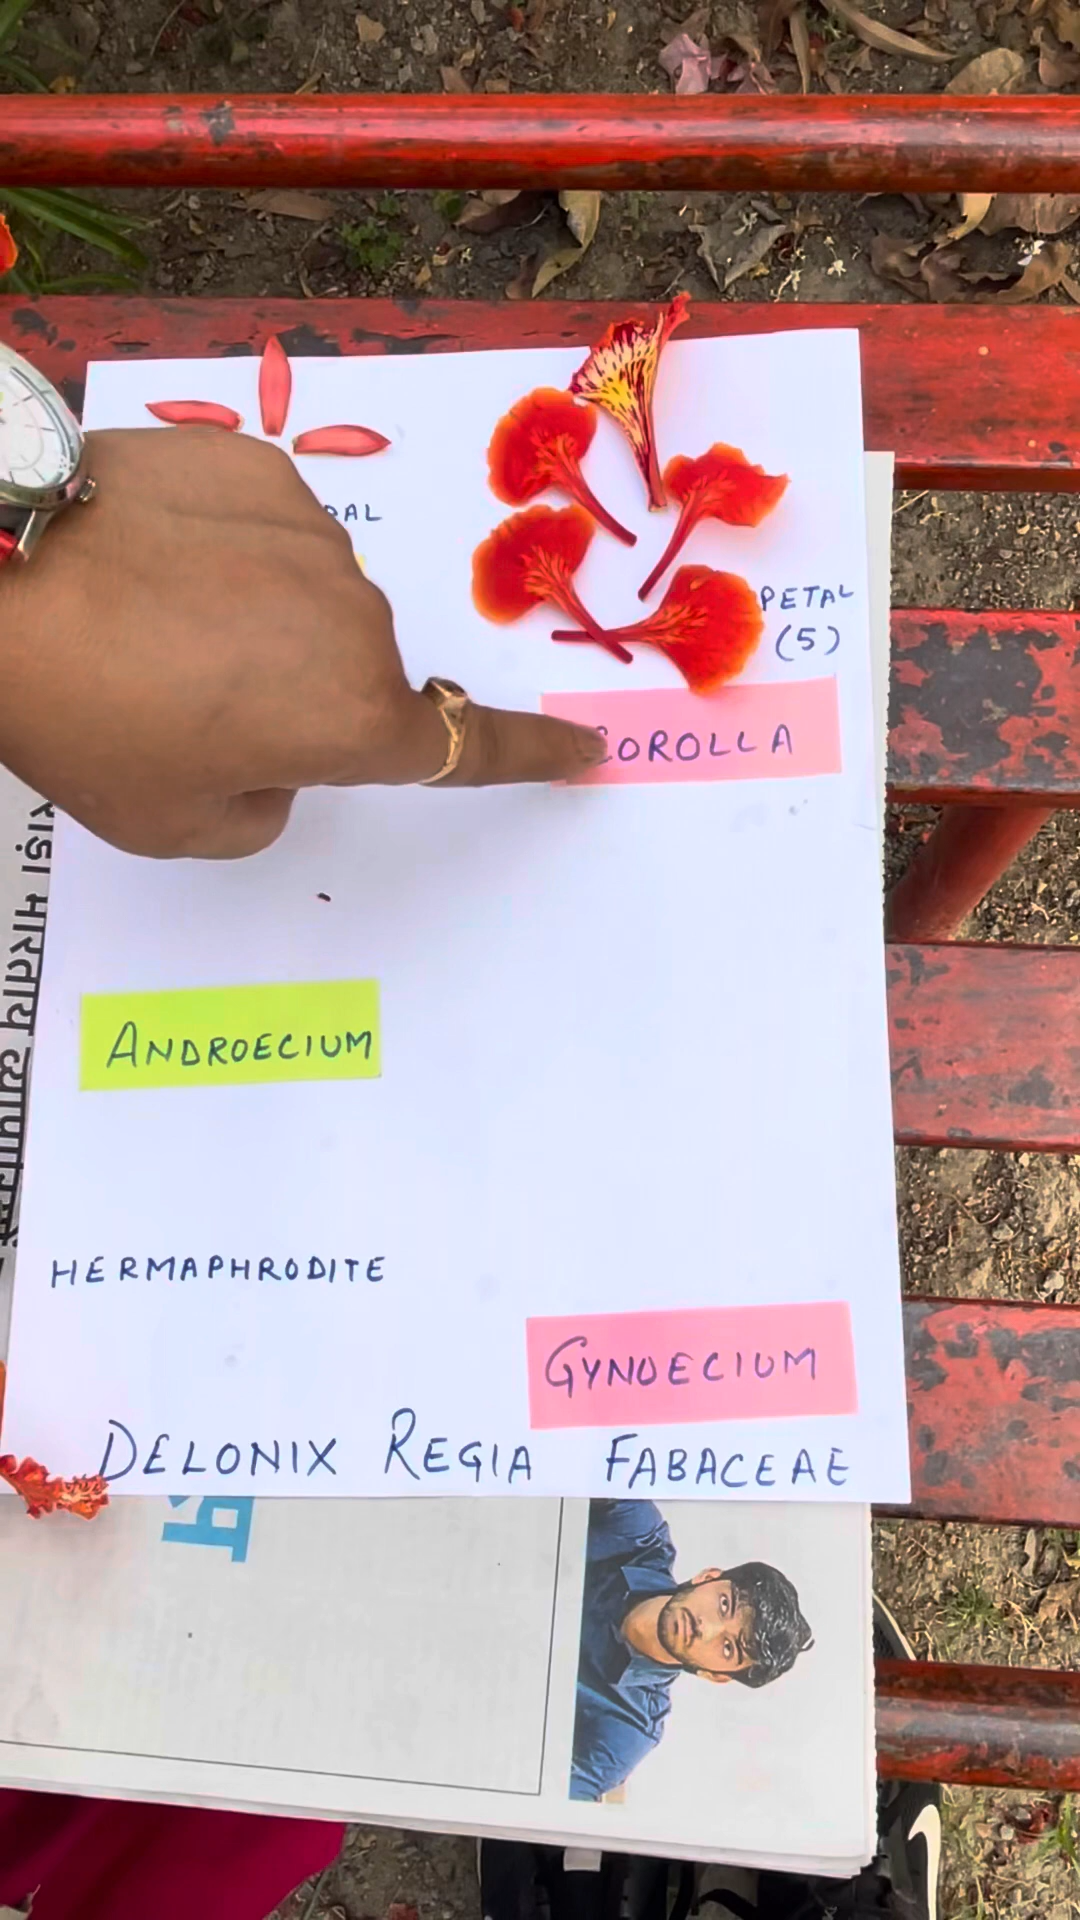 PETAL
(5)
COROLLA
ANDROECIUM
HERMAPHRODITE
GYNOECIUM
DELONIX REGIA FABACEAE